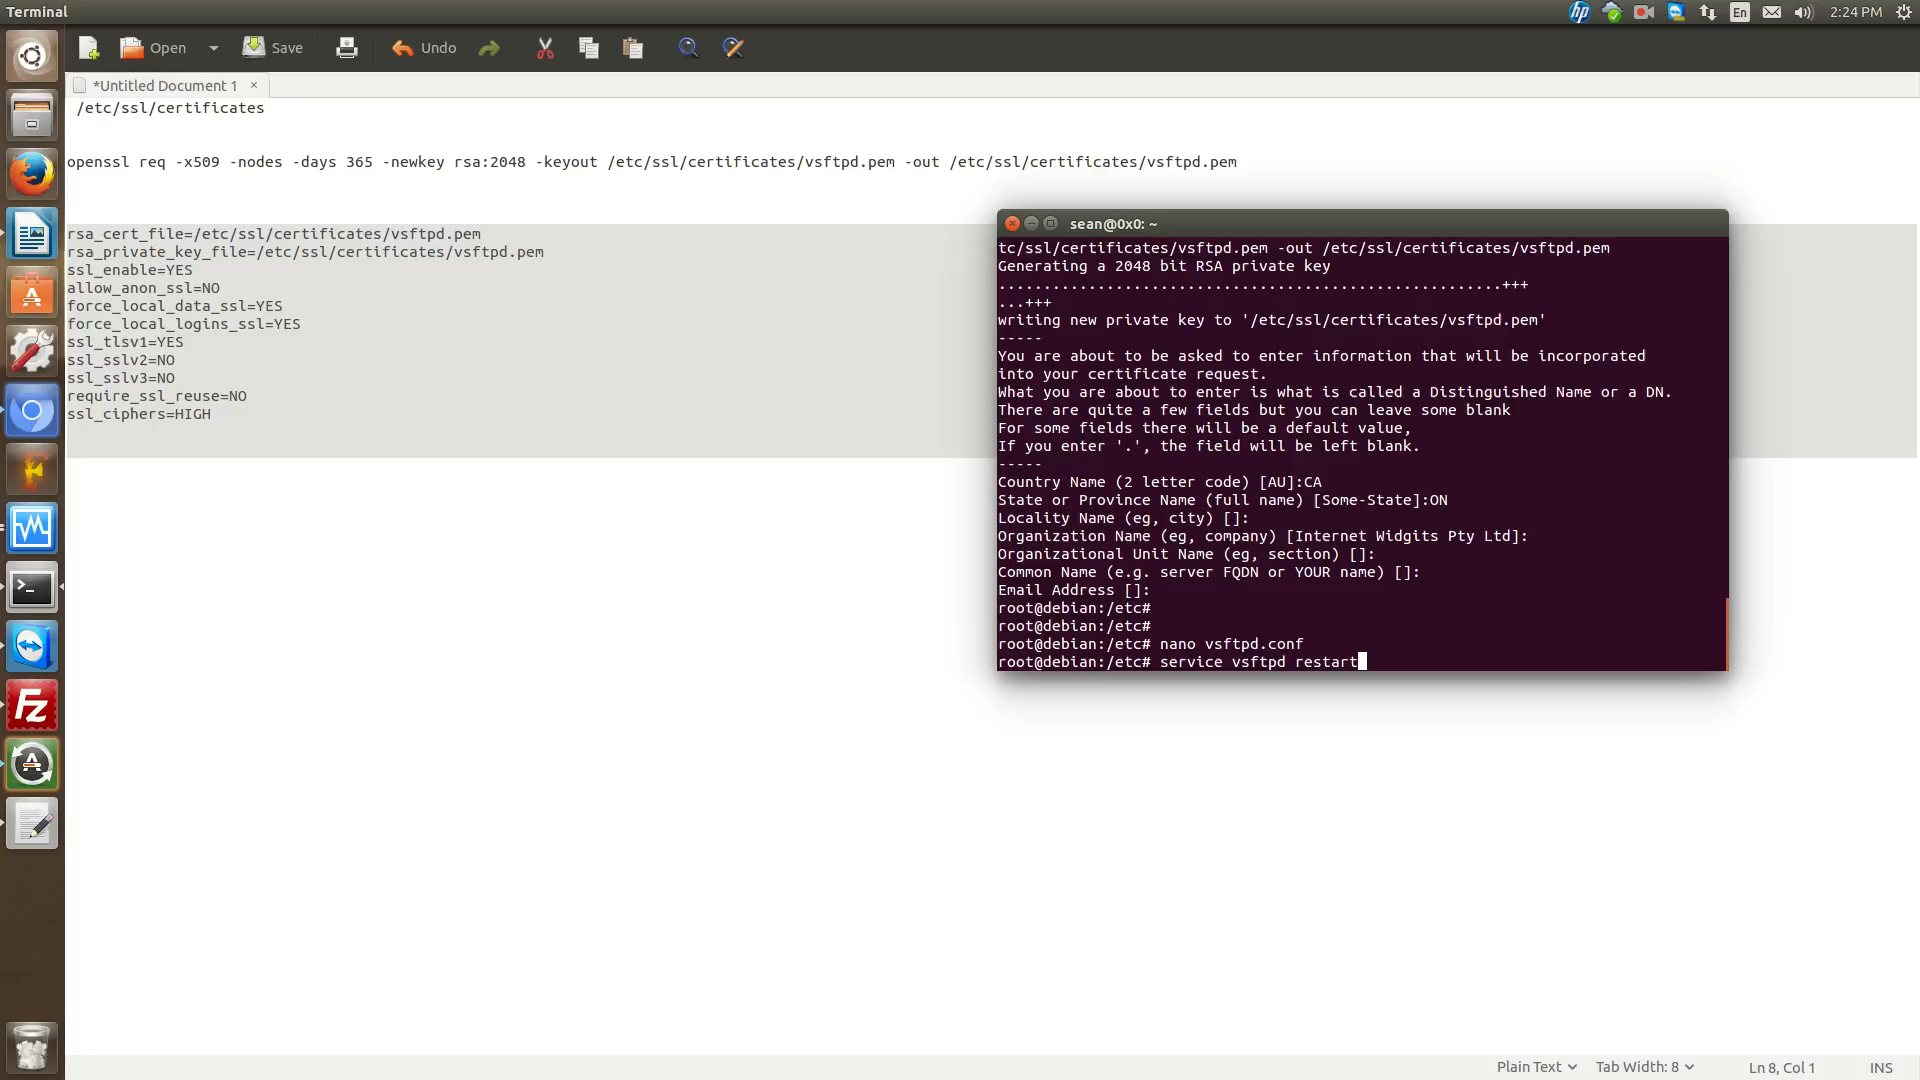 Terminal
hp
En
2:24 PM
Open
Save
Undo
*Untitled Document 1 ×
/etc/ssl/certificates
openssl req -x509 -nodes -days 365 -newkey rsa:2048 -keyout /etc/ssl/certificates/vsftpd.pem -out /etc/ssl/certificates/vsftpd.pem
rsa_cert_file=/etc/ssl/certificates/vsftpd.pem
rsa_private_key_file=/etc/ssl/certificates/vsftpd.pem
ssl_enable=YES
allow_anon_ssl=NO
force_local_data_ssl=YES
force_local_logins_ssl=YES
ssl_tlsv1=YES
ssl_sslv2=NO
ssl_sslv3=NO
require_ssl_reuse=NO
ssl_ciphers=HIGH
sean@0x0: ~
tc/ssl/certificates/vsftpd.pem -out /etc/ssl/certificates/vsftpd.pem
Generating a 2048 bit RSA private key
........................................................+++
...+++
writing new private key to '/etc/ssl/certificates/vsftpd.pem'
-----
You are about to be asked to enter information that will be incorporated
into your certificate request.
What you are about to enter is what is called a Distinguished Name or a DN.
There are quite a few fields but you can leave some blank
For some fields there will be a default value,
If you enter '.', the field will be left blank.
-----
Country Name (2 letter code) [AU]:CA
State or Province Name (full name) [Some-State]:ON
Locality Name (eg, city) []:
Organization Name (eg, company) [Internet Widgits Pty Ltd]:
Organizational Unit Name (eg, section) []:
Common Name (e.g. server FQDN or YOUR name) []:
Email Address []:
root@debian:/etc#
root@debian:/etc#
root@debian:/etc# nano vsftpd.conf
root@debian:/etc# service vsftpd restart
Fz
Plain Text
Tab Width: 8
Ln 8, Col 1
INS